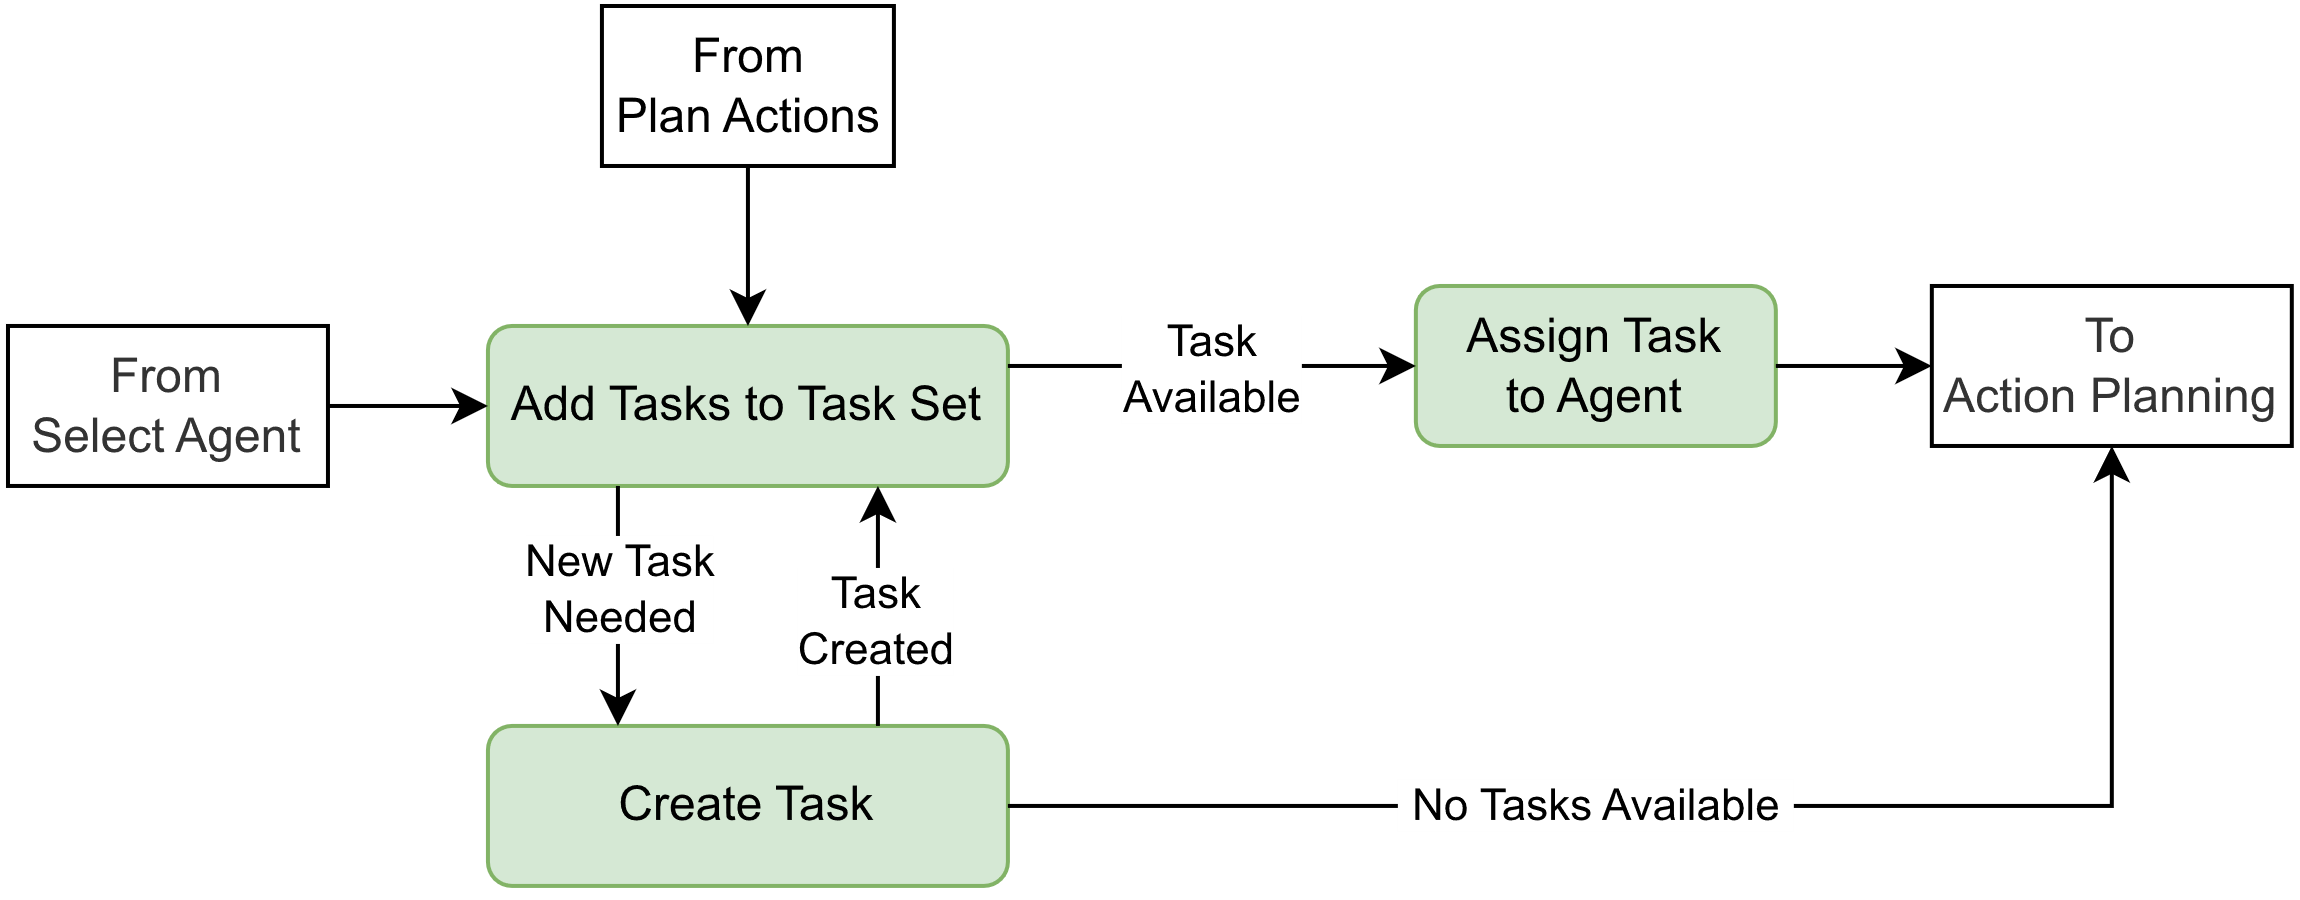 From
Plan Actions
From
Select Agent
Add Tasks to Task Set
Task
Available
Assign Task
to Agent
To
Action Planning
New Task
Needed
Task
Created
Create Task
No Tasks Available